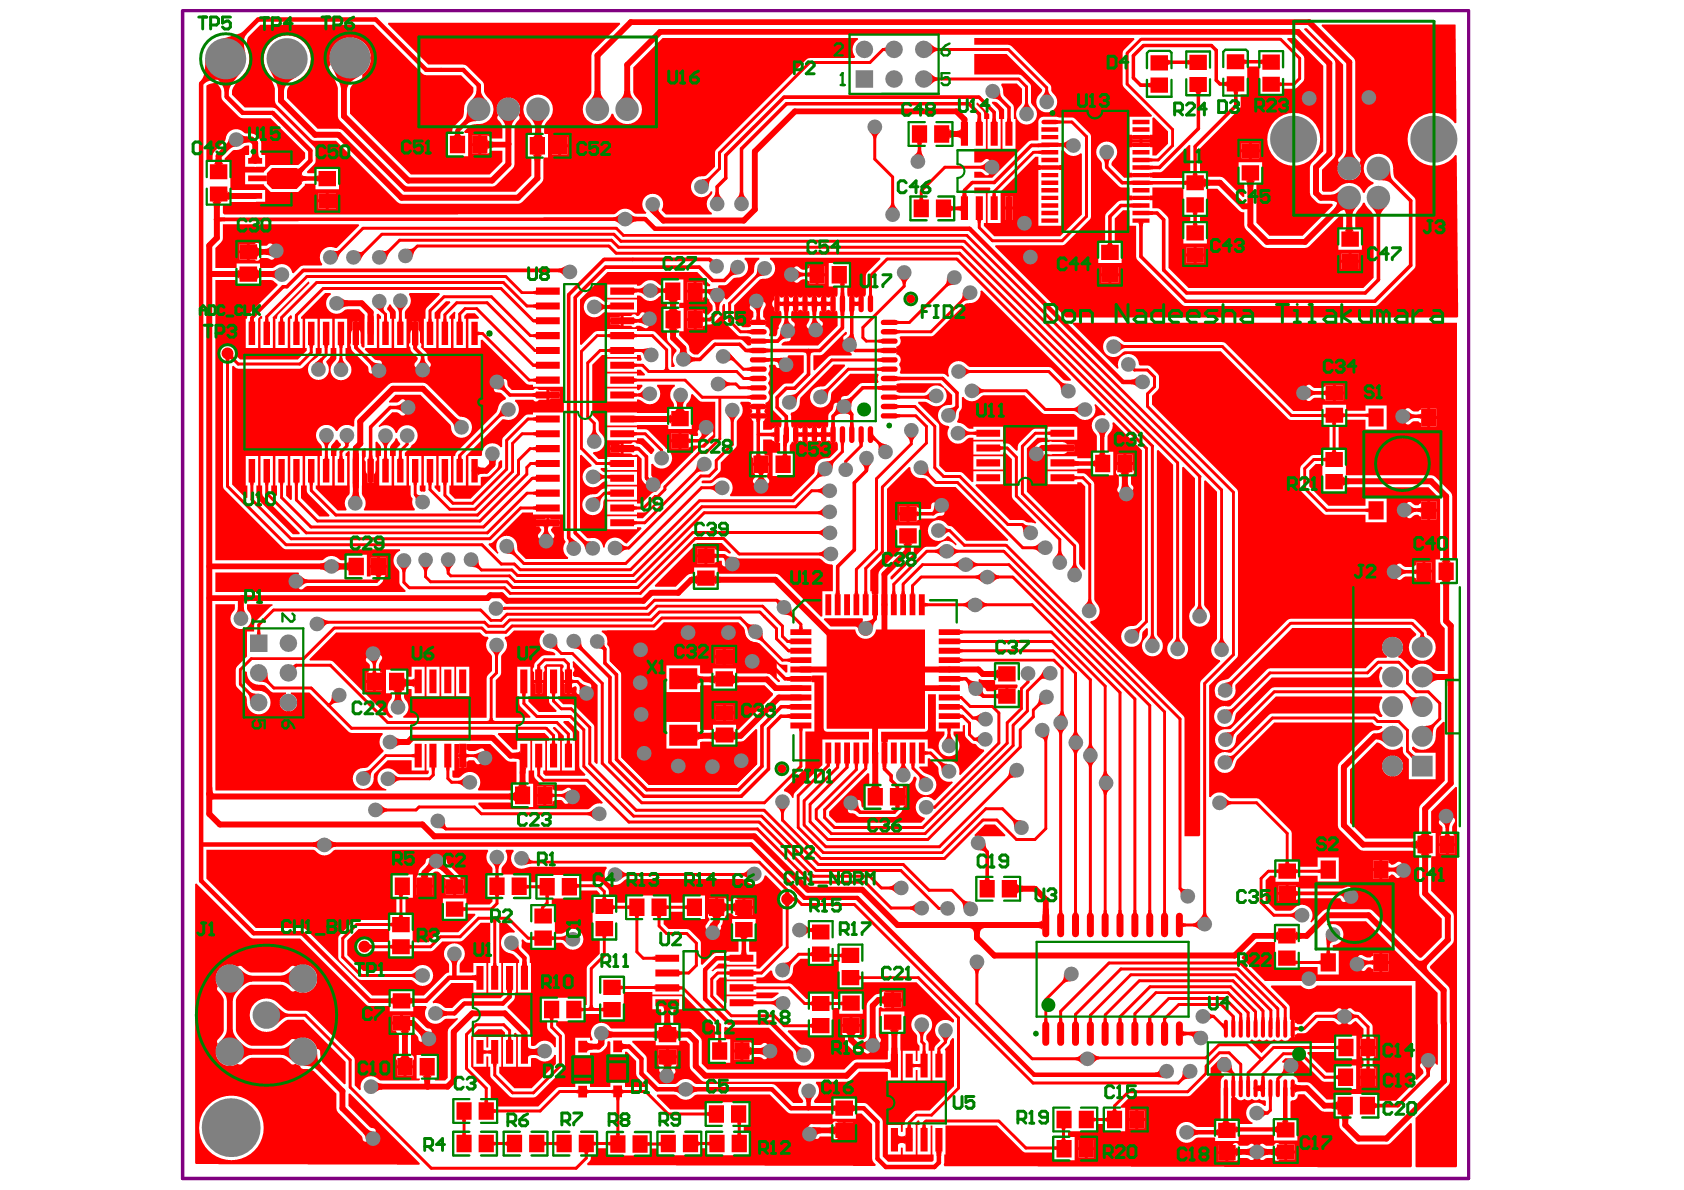 TP5 TP4 TP6
U16
P2
2 6
1 5
D4
R24 D3 R23
C48 U14 U13
C49 U15 C50
C51 C52
L1
C46
C45
C30
C54
C44 C43 C47 J3
U8 C27 U17
ADC_CLK
TP3
C55 FID2
Don Nadeesha Tilakumara
C34
S1
U11
C28 C53 C31
R21
U10 U9
C29 C39 C38
C40
J2
U12
P1
2
U6 U7 X1 C32 C37
C22 C33
5 6
FID1
C23 C36
TP2
S2
R5 C2 R1 C19
C41
C4 R13 R14 C6 CH1_NORM
U3 C35
J1 CH1_BUF R2 R15
R3 D1 R17
TP1 U1 U2
R11 R22
R10 C21
C7 C9 R18 U4
C12 R16
C10 D2 C14
C3 D1 C5 C16 C13
U5 C15 C20
R4 R6 R7 R8 R9 R12 R19
R20 C18 C17